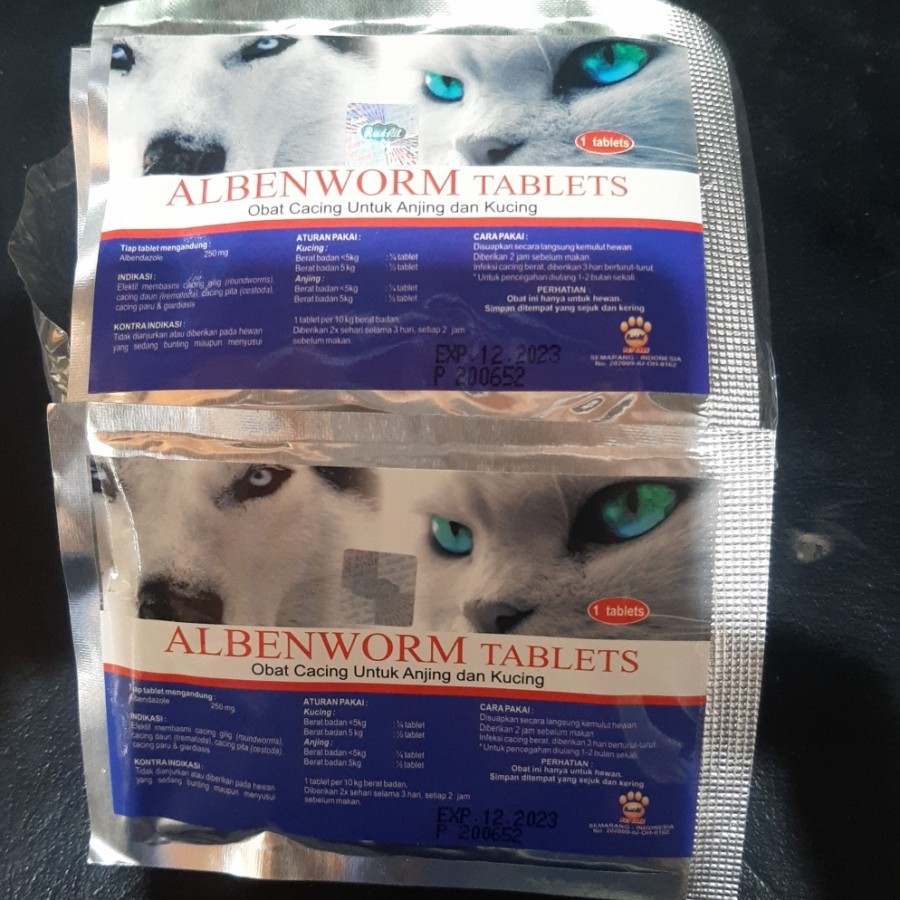 1 tablets
ALBENWORM TABLETS
Obat Cacing Untuk Anjing dan Kucing
Tiap tablet mengandung :
Albendazole 250 mg
INDIKASI :
Efektif membasmi cacing gilig (roundworms),
cacing daun (trematoda), cacing pita (cestoda),
cacing paru & giardiasis
KONTRAINDIKASI :
Tidak dianjurkan atau diberikan pada hewan
yang sedang bunting maupun menyusui
ATURAN PAKAI :
Kucing :
Berat badan <5kg : ¼ tablet
Berat badan 5 kg : ½ tablet
Anjing :
Berat badan <5kg : ¼ tablet
Berat badan 5kg : ½ tablet
1 tablet per 10 kg berat badan.
Diberikan 2x sehari selama 3 hari, setiap 2 jam
sebelum makan.
CARA PAKAI :
Disuapkan secara langsung kemulut hewan.
Diberikan 2 jam sebelum makan
Infeksi cacing berat, diberikan 3 hari berturut-turut
* Untuk pencegahan diulang 1-2 bulan sekali
PERHATIAN :
Obat ini hanya untuk hewan.
Simpan ditempat yang sejuk dan kering
SEMARANG - INDONESIA
EXP.12.2023
P 200652
1 tablets
ALBENWORM TABLETS
Obat Cacing Untuk Anjing dan Kucing
Tiap tablet mengandung :
Albendazole 250 mg
INDIKASI :
Efektif membasmi cacing gilig (roundworms),
cacing daun (trematoda), cacing pita (cestoda),
cacing paru & giardiasis
KONTRAINDIKASI :
Tidak dianjurkan atau diberikan pada hewan
yang sedang bunting maupun menyusui
ATURAN PAKAI :
Kucing :
Berat badan <5kg : ¼ tablet
Berat badan 5 kg : ½ tablet
Anjing :
Berat badan <5kg : ¼ tablet
Berat badan 5kg : ½ tablet
1 tablet per 10 kg berat badan.
Diberikan 2x sehari selama 3 hari, setiap 2 jam
sebelum makan.
CARA PAKAI :
Disuapkan secara langsung kemulut hewan.
Diberikan 2 jam sebelum makan
Infeksi cacing berat, diberikan 3 hari berturut-turut
* Untuk pencegahan diulang 1-2 bulan sekali
PERHATIAN :
Obat ini hanya untuk hewan.
Simpan ditempat yang sejuk dan kering
SEMARANG - INDONESIA
EXP.12.2023
P 200652